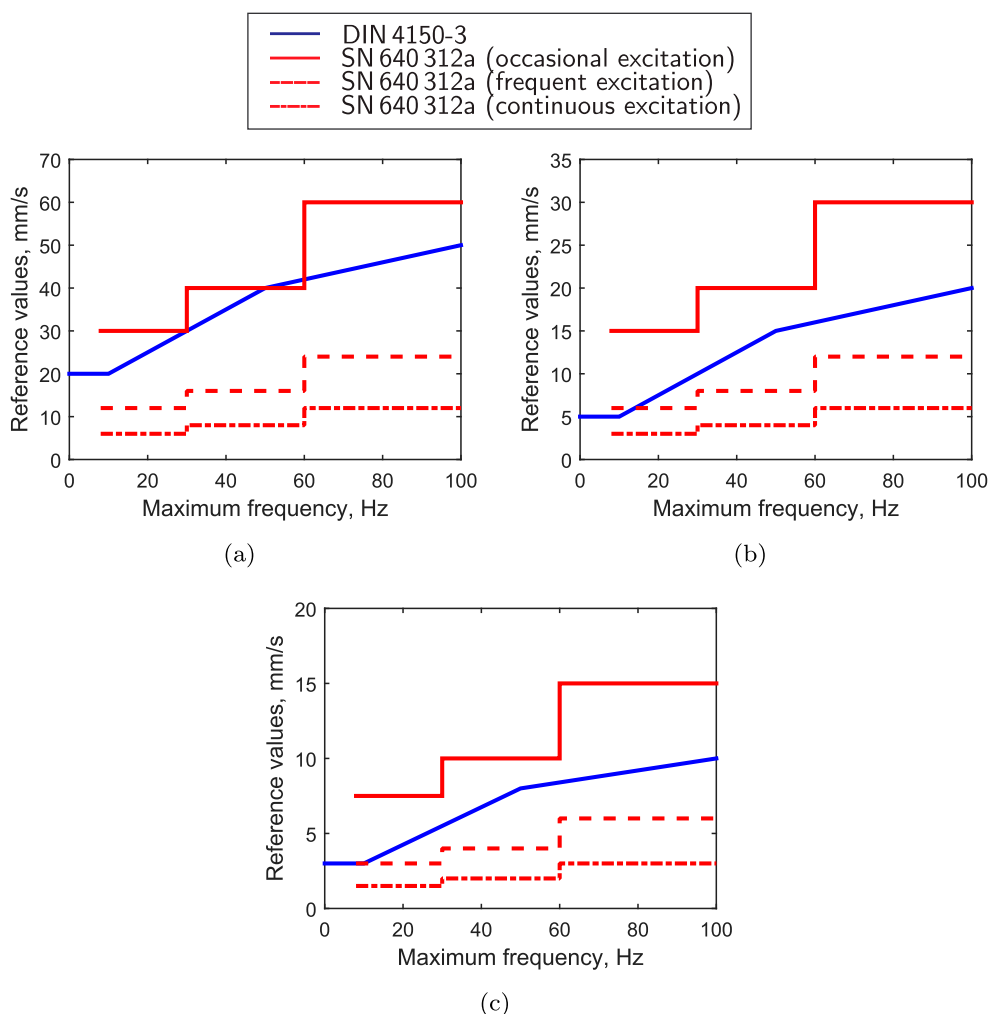 DIN 4150-3
SN 640 312a (occasional excitation)
SN 640 312a (frequent excitation)
SN 640 312a (continuous excitation)
Reference values, mm/s
70
60
50
40
30
20
10
0
0 20 40 60 80 100
Maximum frequency, Hz
(a)
Reference values, mm/s
35
30
25
20
15
10
5
0
0 20 40 60 80 100
Maximum frequency, Hz
(b)
Reference values, mm/s
20
15
10
5
0
0 20 40 60 80 100
Maximum frequency, Hz
(c)